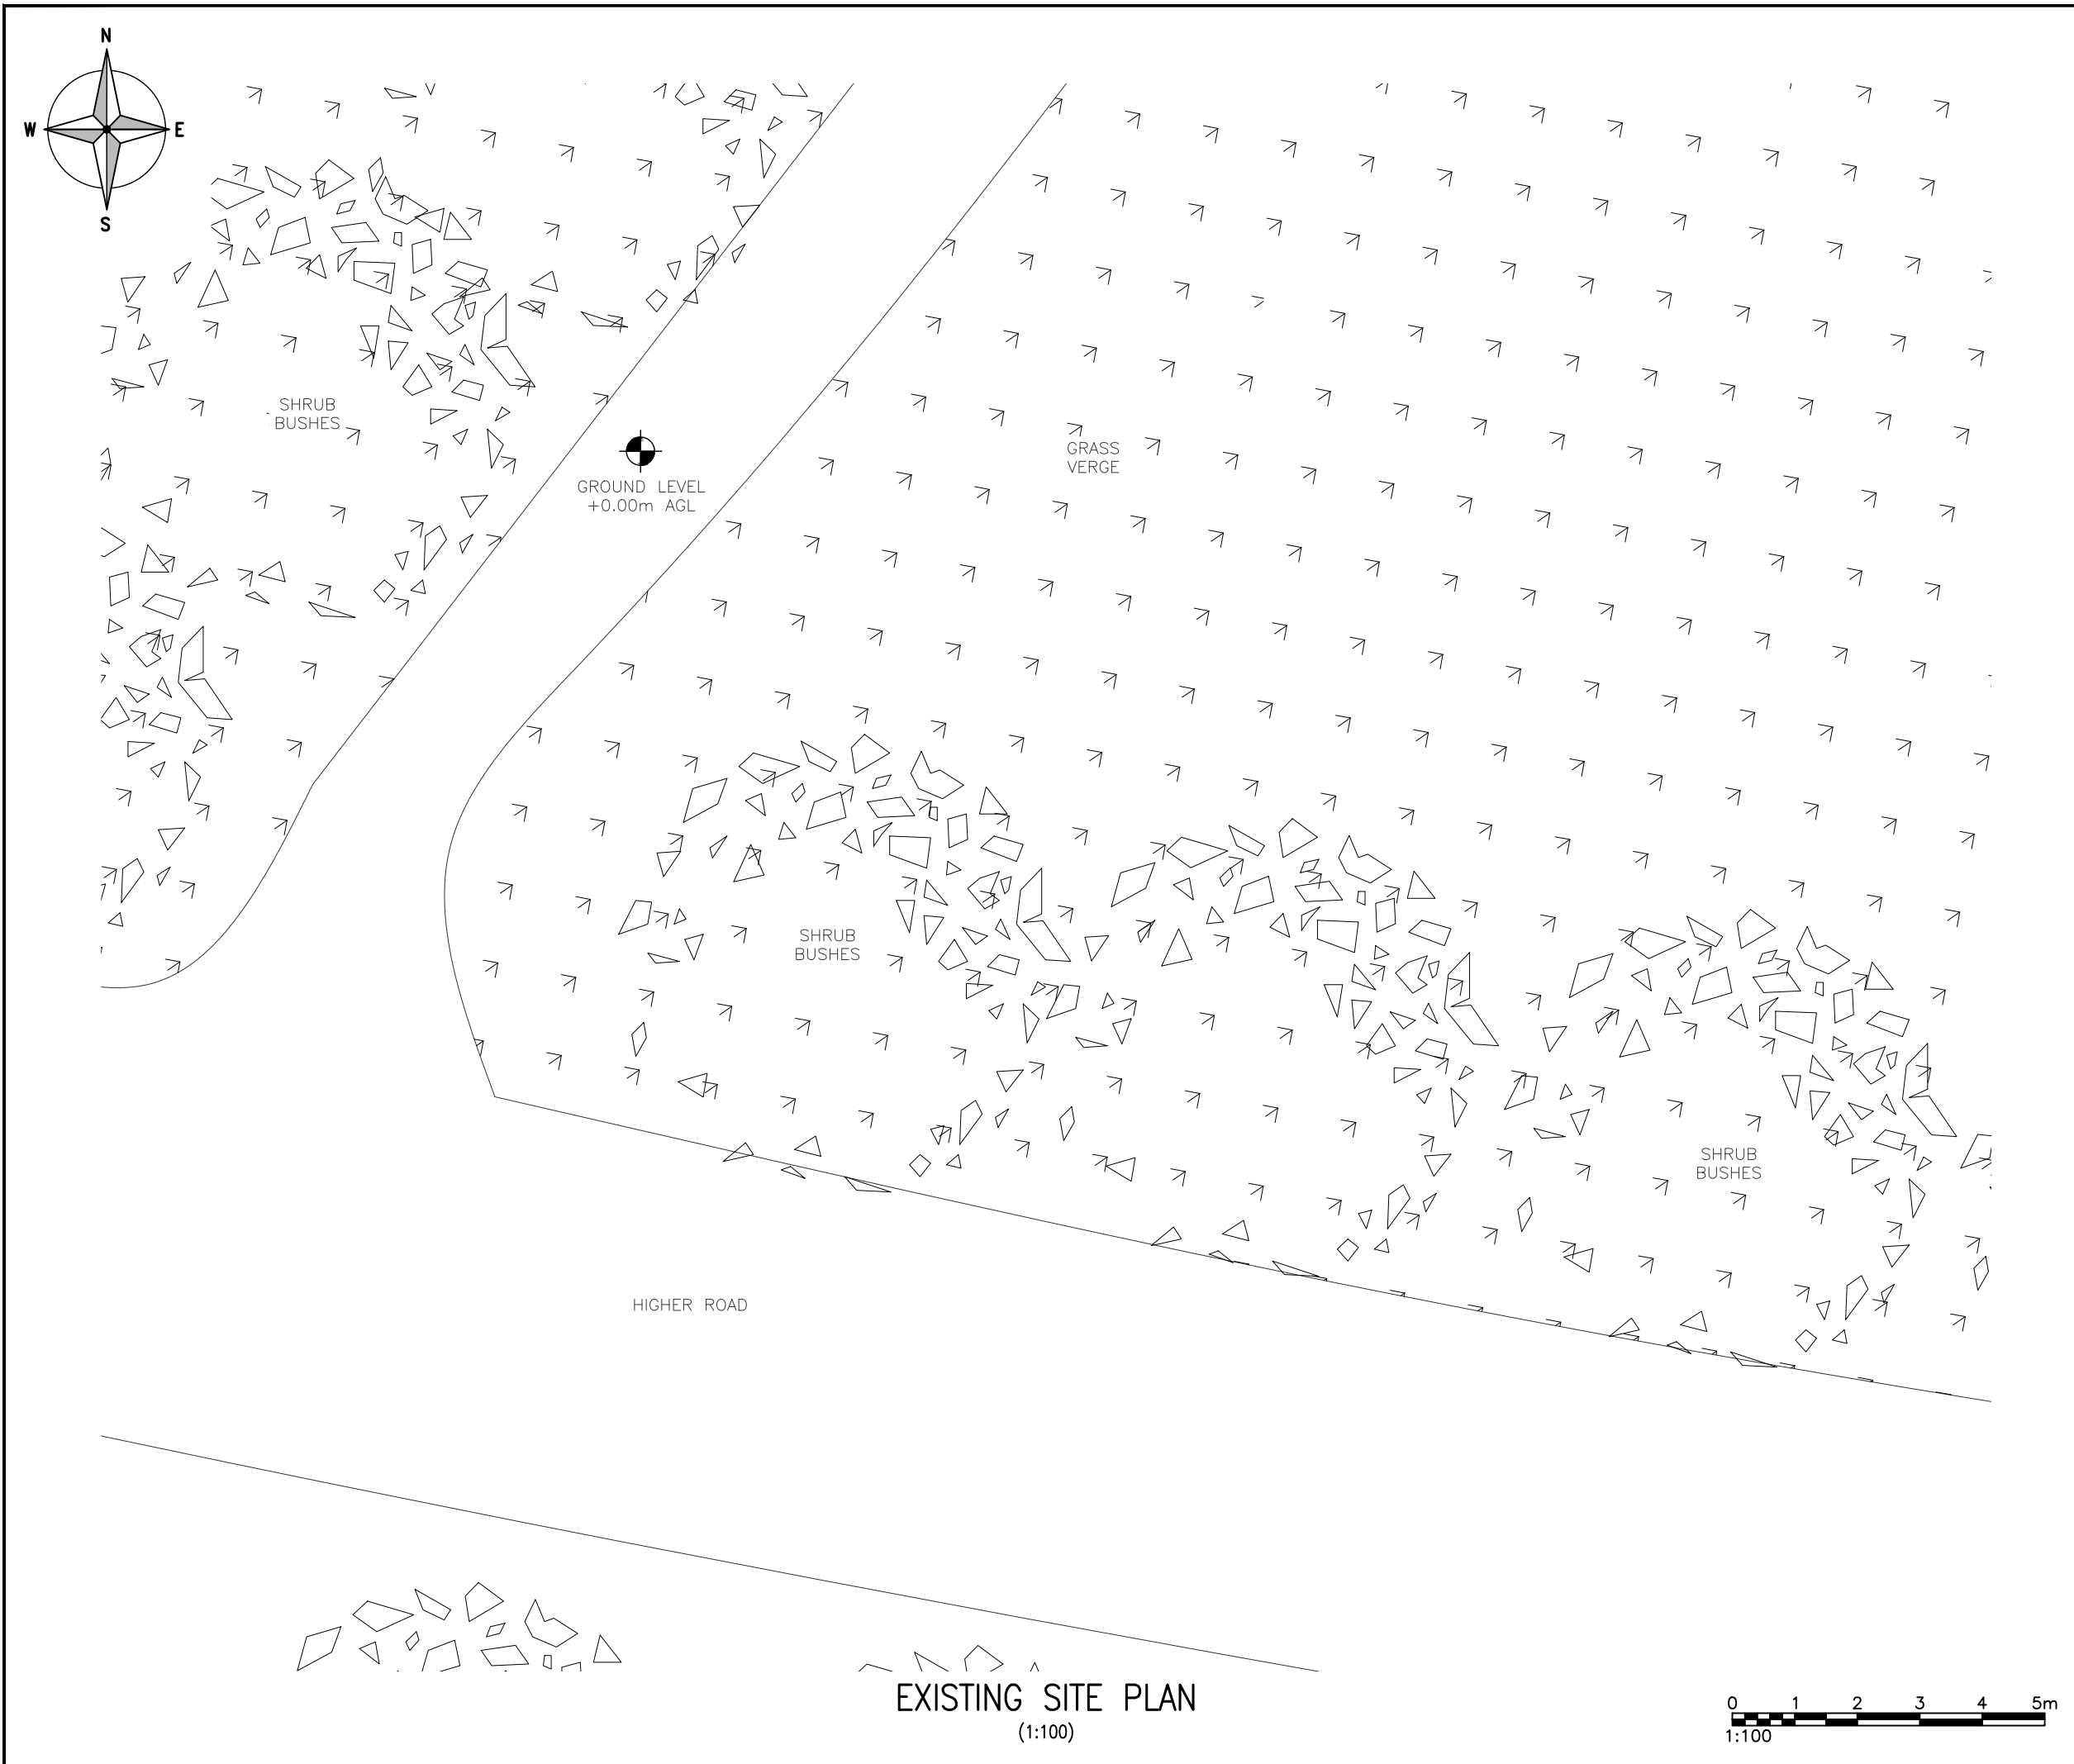 N
W E
S
SHRUB
BUSHES
GROUND LEVEL
+0.00m AGL
GRASS
VERGE
SHRUB
BUSHES
SHRUB
BUSHES
HIGHER ROAD
EXISTING SITE PLAN
(1:100)
0 1 2 3 4 5m
1:100